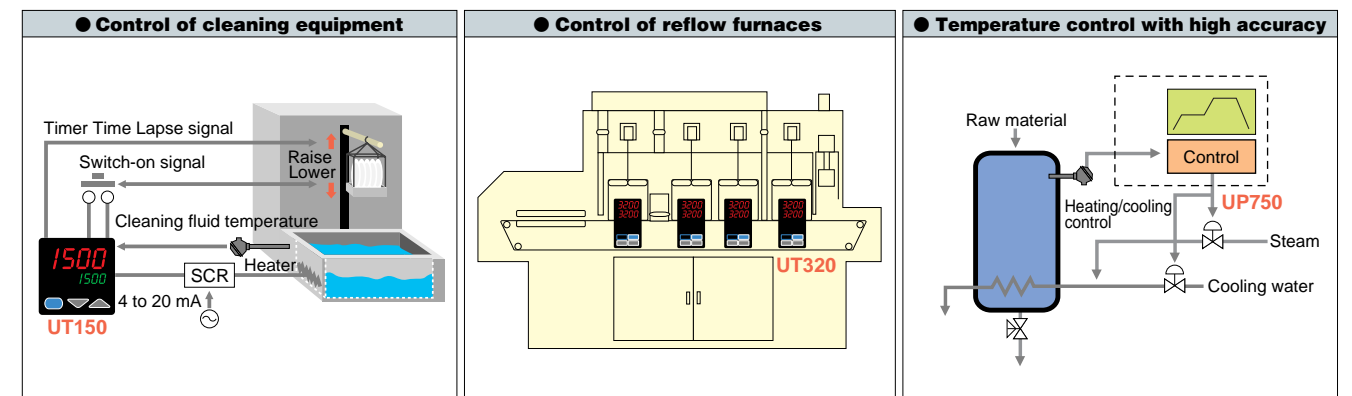 ● Control of cleaning equipment
Timer Time Lapse signal
Switch-on signal
Raise
Lower
Cleaning fluid temperature
1500
1500
Heater
SCR
4 to 20 mA
UT150
● Control of reflow furnaces
3200
3200
3200
3200
3200
3200
3200
3200
UT320
● Temperature control with high accuracy
Raw material
Control
UP750
Heating/cooling
control
Steam
Cooling water